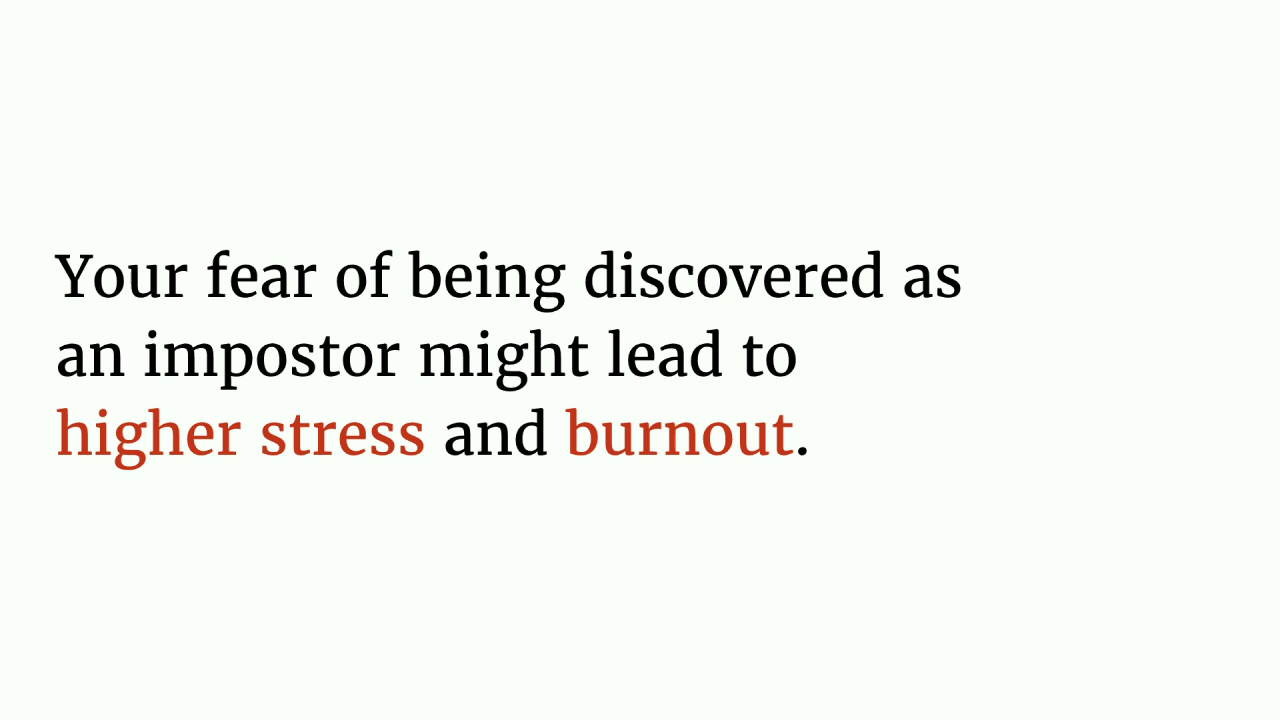 Your fear of being discovered as
an impostor might lead to
higher stress and burnout.